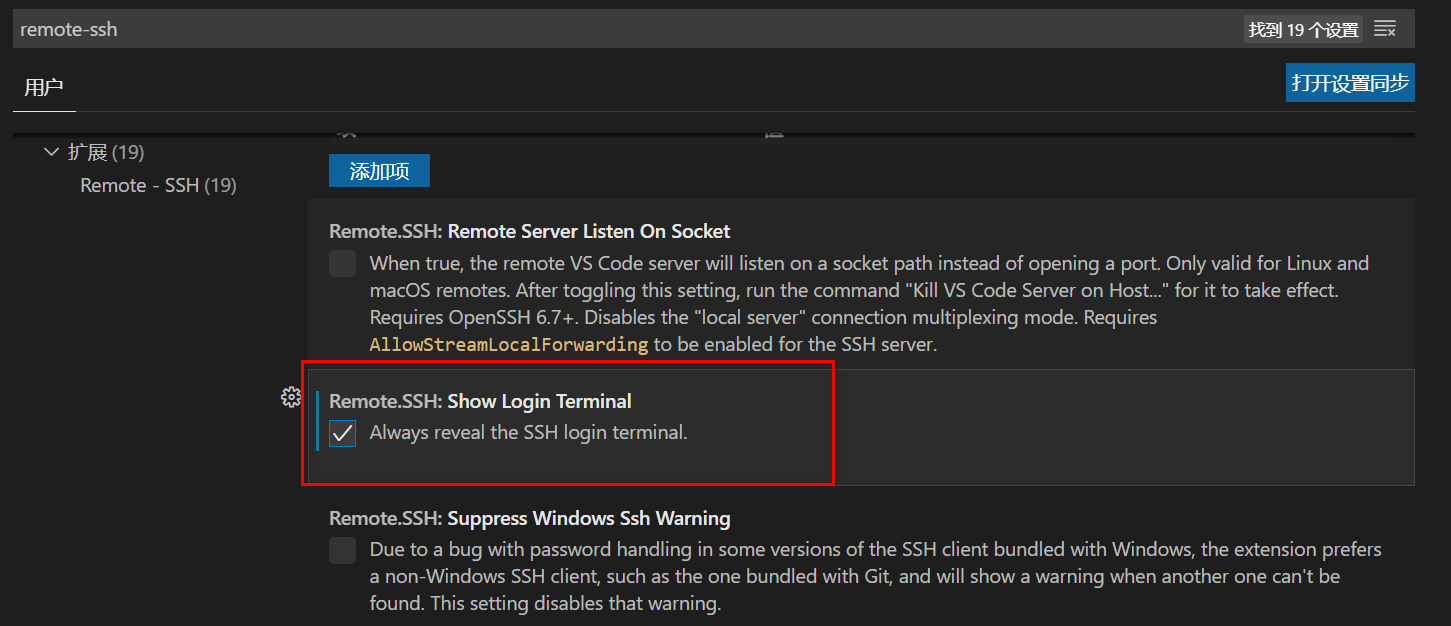 remote-ssh
找到 19 个设置
用户
打开设置同步
扩展 (19)
Remote - SSH (19)
添加项
Remote.SSH: Remote Server Listen On Socket
When true, the remote VS Code server will listen on a socket path instead of opening a port. Only valid for Linux and
macOS remotes. After toggling this setting, run the command "Kill VS Code Server on Host..." for it to take effect.
Requires OpenSSH 6.7+. Disables the "local server" connection multiplexing mode. Requires
AllowStreamLocalForwarding to be enabled for the SSH server.
Remote.SSH: Show Login Terminal
Always reveal the SSH login terminal.
Remote.SSH: Suppress Windows Ssh Warning
Due to a bug with password handling in some versions of the SSH client bundled with Windows, the extension prefers
a non-Windows SSH client, such as the one bundled with Git, and will show a warning when another one can't be
found. This setting disables that warning.